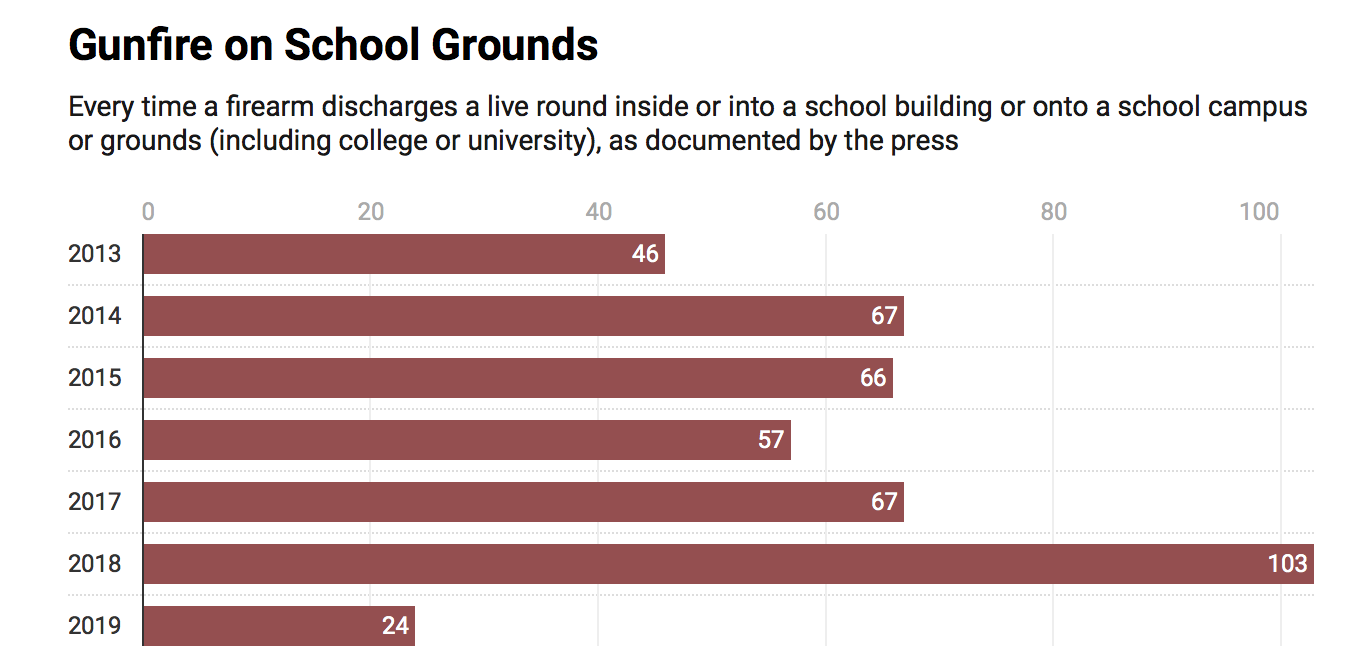 Gunfire on School Grounds
Every time a firearm discharges a live round inside or into a school building or onto a school campus
or grounds (including college or university), as documented by the press
0 20 40 60 80 100
2013 46
2014 67
2015 66
2016 57
2017 67
2018 103
2019 24